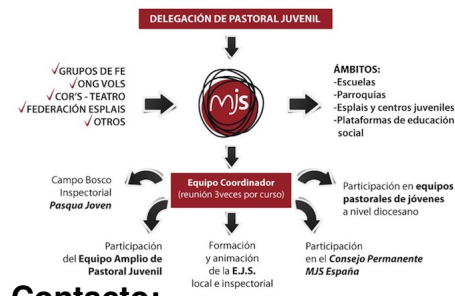 DELEGACIÓN DE PASTORAL JUVENIL
✓GRUPOS DE FE
✓ONG VOLS
✓COR'S - TEATRO
✓FEDERACIÓN ESPLAIS
✓OTROS
mjs
ÁMBITOS:
-Escuelas
-Parroquias
-Esplais y centros juveniles
-Plataformas de educación
social
Campo Bosco
Inspectorial
Pasqua Joven
Equipo Coordinador
(reunión 3veces por curso)
Participación en equipos
pastorales de jóvenes
a nivel diocesano
Participación
del Equipo Amplio de
Pastoral Juvenil
Formación
y animación
de la E.J.S.
local e inspectorial
Participación
en el Consejo Permanente
MJS España
Contacto: